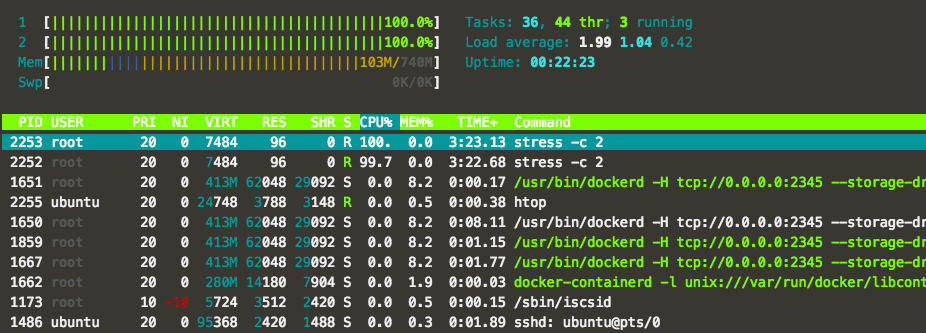 1 [||||||||||||||||||||||||||||||||||||||||100.0%] Tasks: 36, 44 thr; 3 running
2 [||||||||||||||||||||||||||||||||||||||||100.0%] Load average: 1.99 1.04 0.42
Mem[|||||||||||||||||||||||||||||||||||||103M/740M] Uptime: 00:22:23
Swp[ 0K/0K]
PID USER PRI NI VIRT RES SHR S CPU% MEM% TIME+ Command
2253 root 20 0 7484 96 0 R 100. 0.0 3:23.13 stress -c 2
2252 root 20 0 7484 96 0 R 99.7 0.0 3:22.68 stress -c 2
1651 root 20 0 413M 62048 29092 S 0.0 8.2 0:00.17 /usr/bin/dockerd -H tcp://0.0.0.0:2345 --storage-dr
2255 ubuntu 20 0 24748 3788 3148 R 0.0 0.5 0:00.38 htop
1650 root 20 0 413M 62048 29092 S 0.0 8.2 0:08.11 /usr/bin/dockerd -H tcp://0.0.0.0:2345 --storage-dr
1859 root 20 0 413M 62048 29092 S 0.0 8.2 0:01.15 /usr/bin/dockerd -H tcp://0.0.0.0:2345 --storage-dr
1667 root 20 0 413M 62048 29092 S 0.0 8.2 0:01.77 /usr/bin/dockerd -H tcp://0.0.0.0:2345 --storage-dr
1662 root 20 0 280M 14180 7904 S 0.0 1.9 0:00.03 docker-containerd -l unix:///var/run/docker/libcont
1173 root 10 -10 5724 3512 2420 S 0.0 0.5 0:00.15 /sbin/iscsid
1486 ubuntu 20 0 95368 2420 1488 S 0.0 0.3 0:01.89 sshd: ubuntu@pts/0